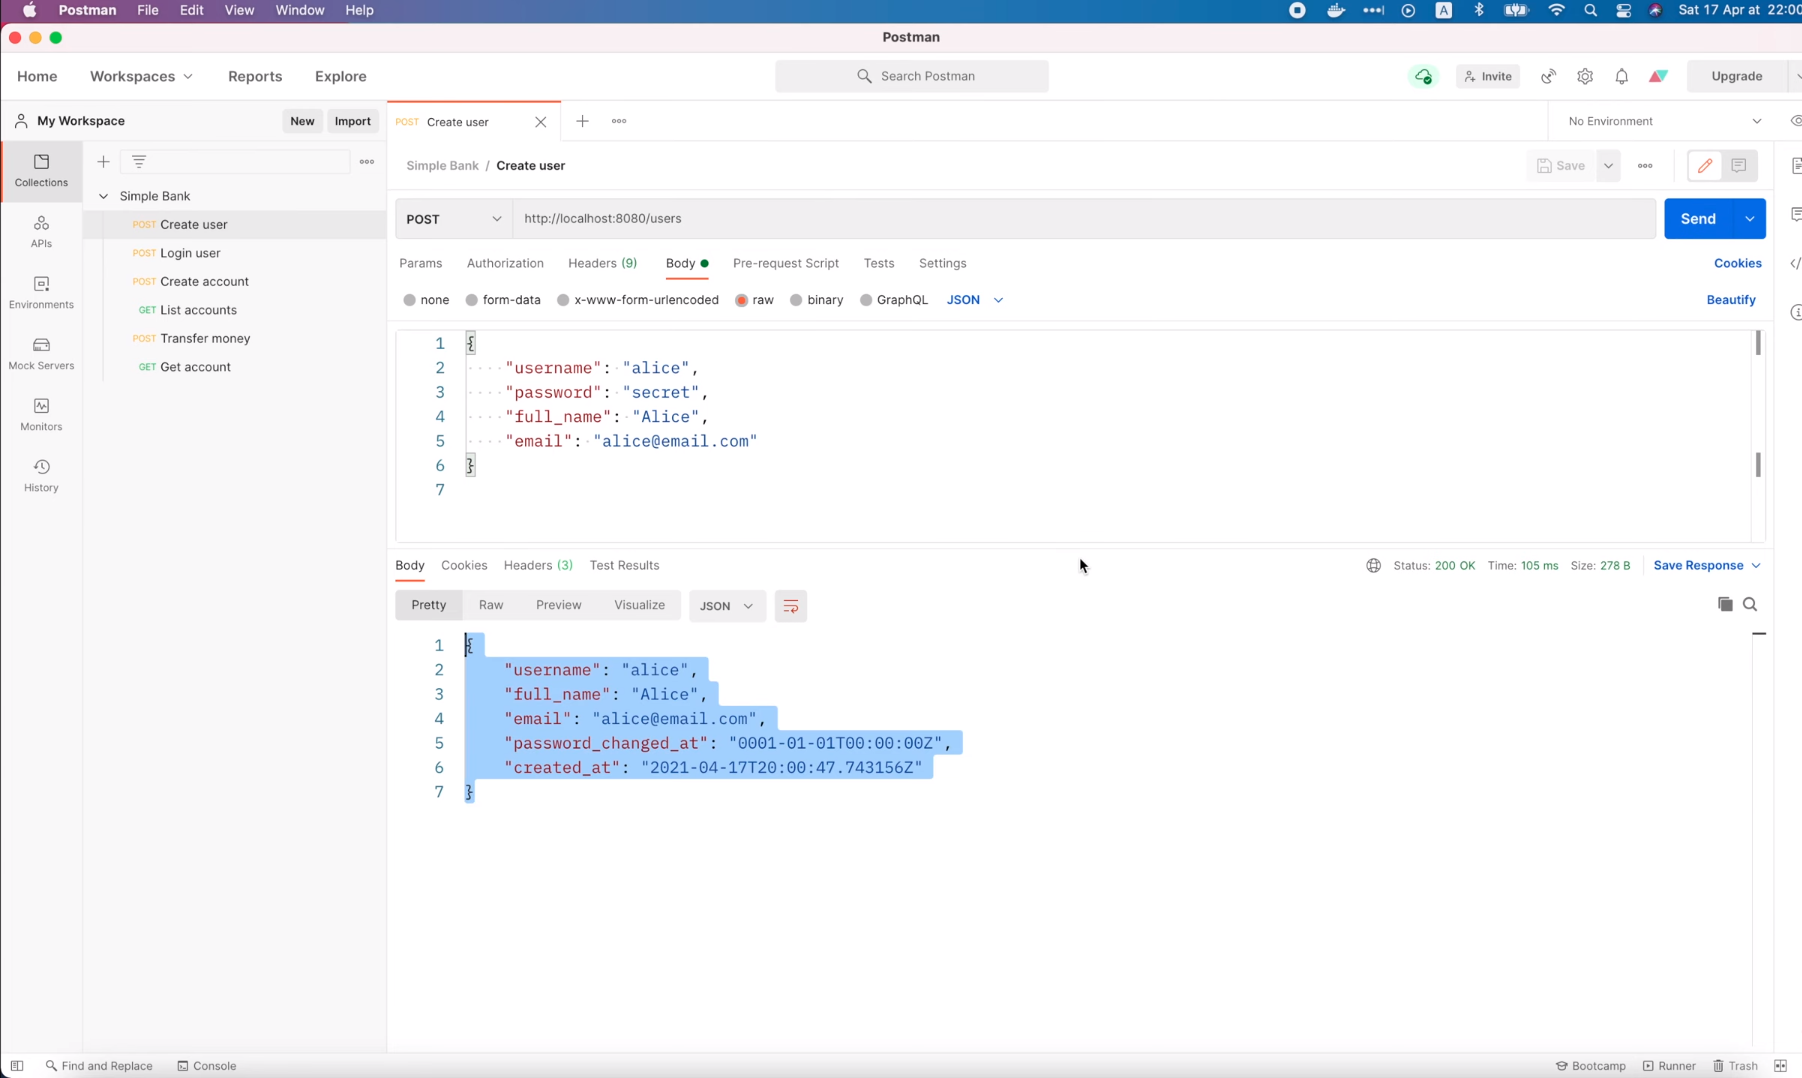 Postman File Edit View Window Help A Sat 17 Apr at 22:00
Postman
Home Workspaces Reports Explore Search Postman Invite Upgrade
My Workspace New Import POST Create user No Environment
Collections
Simple Bank
POST Create user
POST Login user
POST Create account
GET List accounts
POST Transfer money
GET Get account
APIs
Environments
Mock Servers
Monitors
History
Simple Bank / Create user Save
POST http://localhost:8080/users Send
Params Authorization Headers (9) Body Pre-request Script Tests Settings Cookies
none form-data x-www-form-urlencoded raw binary GraphQL JSON Beautify
1 {
2 "username": "alice",
3 "password": "secret",
4 "full_name": "Alice",
5 "email": "alice@email.com"
6 }
7
Body Cookies Headers (3) Test Results Status: 200 OK Time: 105 ms Size: 278 B Save Response
Pretty Raw Preview Visualize JSON
1 {
2 "username": "alice",
3 "full_name": "Alice",
4 "email": "alice@email.com",
5 "password_changed_at": "0001-01-01T00:00:00Z",
6 "created_at": "2021-04-17T20:00:47.743156Z"
7 }
Find and Replace Console Bootcamp Runner Trash